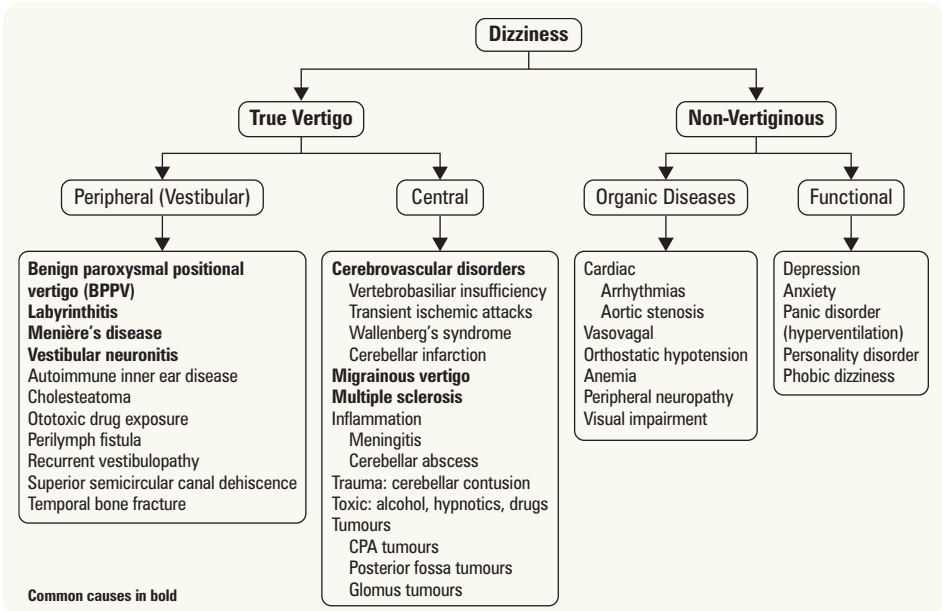 Dizziness
True Vertigo
Non-Vertiginous
Peripheral (Vestibular)
Central
Organic Diseases
Functional
Benign paroxysmal positional
vertigo (BPPV)
Labyrinthitis
Menière's disease
Vestibular neuronitis
Autoimmune inner ear disease
Cholesteatoma
Ototoxic drug exposure
Perilymph fistula
Recurrent vestibulopathy
Superior semicircular canal dehiscence
Temporal bone fracture
Cerebrovascular disorders
Vertebrobasiliar insufficiency
Transient ischemic attacks
Wallenberg's syndrome
Cerebellar infarction
Migrainous vertigo
Multiple sclerosis
Inflammation
Meningitis
Cerebellar abscess
Trauma: cerebellar contusion
Toxic: alcohol, hypnotics, drugs
Tumours
CPA tumours
Posterior fossa tumours
Glomus tumours
Cardiac
Arrhythmias
Aortic stenosis
Vasovagal
Orthostatic hypotension
Anemia
Peripheral neuropathy
Visual impairment
Depression
Anxiety
Panic disorder
(hyperventilation)
Personality disorder
Phobic dizziness
Common causes in bold